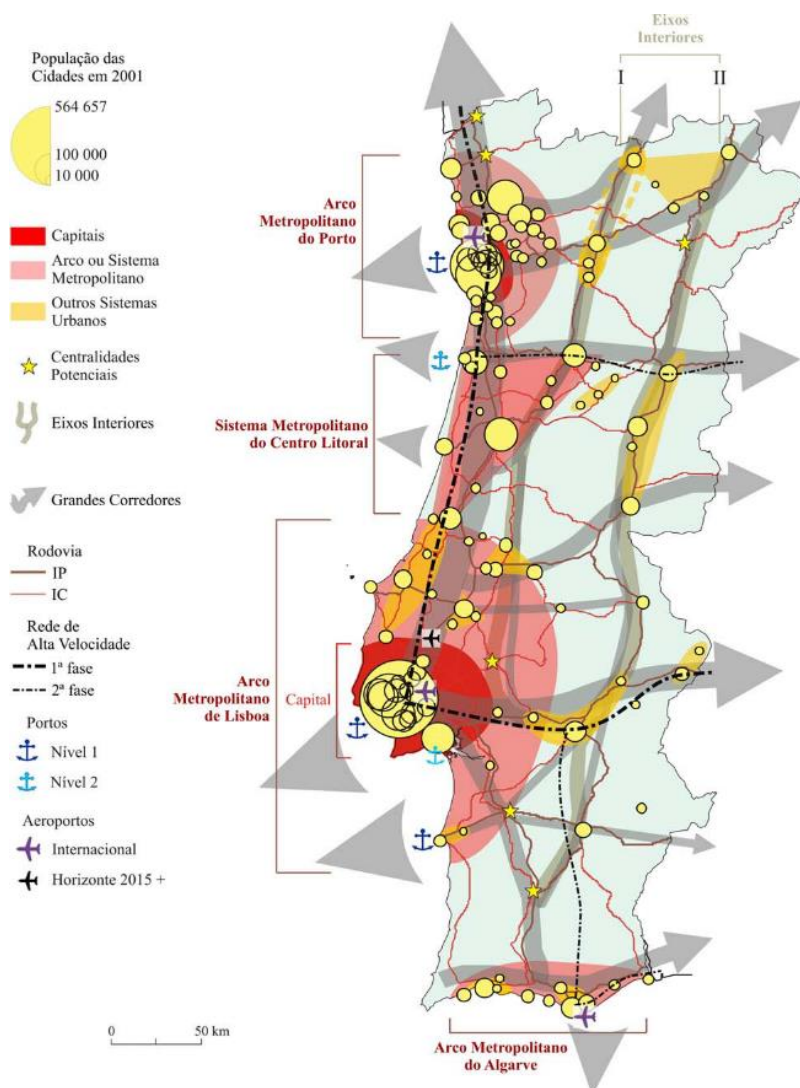 Eixos
Interiores
I
II
População das
Cidades em 2001
564 657
100 000
10 000
Capitais
Arco ou Sistema
Metropolitano
Outros Sistemas
Urbanos
Centralidades
Potenciais
Eixos Interiores
Grandes Corredores
Rodovia
IP
IC
Rede de
Alta Velocidade
1ª fase
2ª fase
Portos
Nível 1
Nível 2
Aeroportos
Internacional
Horizonte 2015 +
0
50 km
Arco
Metropolitano
do Porto
Sistema Metropolitano
do Centro Litoral
Arco
Metropolitano
de Lisboa
Capital
Arco Metropolitano
do Algarve